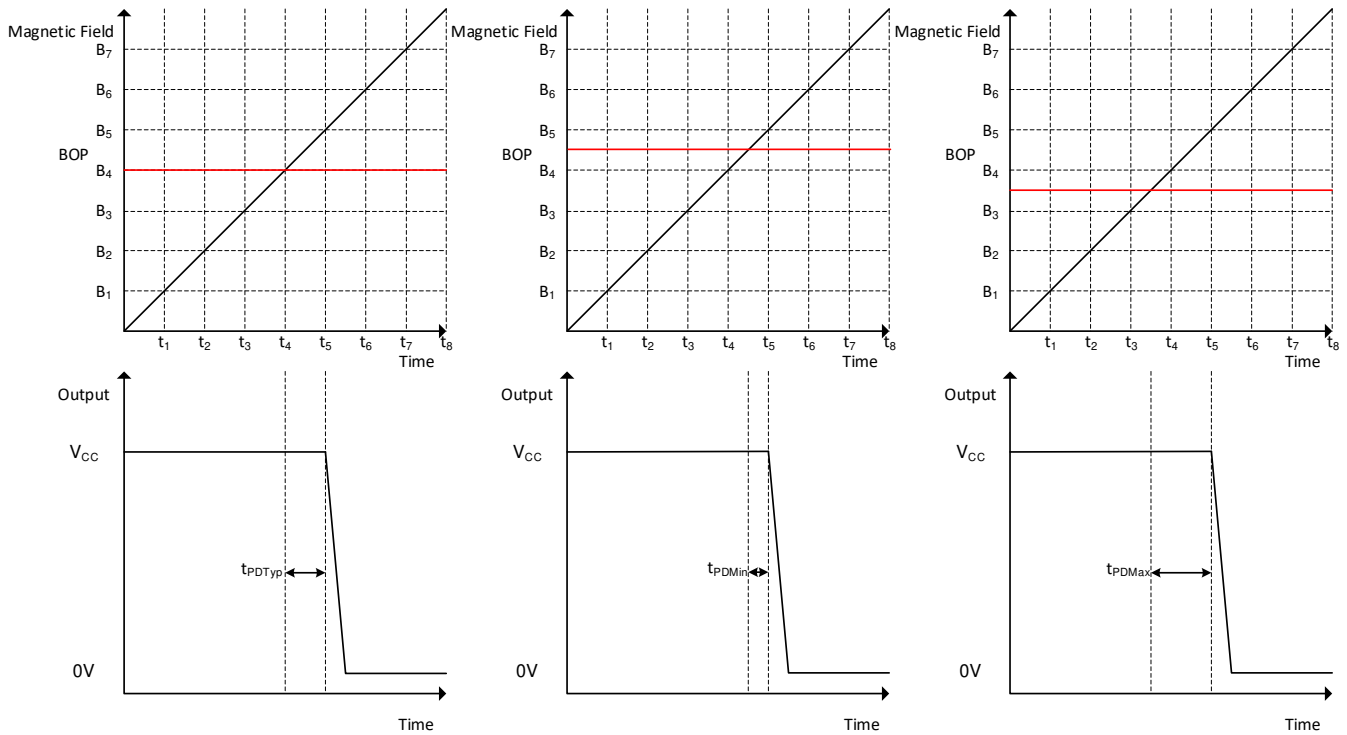 Magnetic Field
B7
B6
B5
BOP
B4
B3
B2
B1
t1 t2 t3 t4 t5 t6 t7 t8
Time
Magnetic Field
B7
B6
B5
BOP
B4
B3
B2
B1
t1 t2 t3 t4 t5 t6 t7 t8
Time
Magnetic Field
B7
B6
B5
BOP
B4
B3
B2
B1
t1 t2 t3 t4 t5 t6 t7 t8
Time
Output
VCC
tPDTyp
0V
Time
Output
VCC
tPDMin
0V
Time
Output
VCC
tPDMax
0V
Time